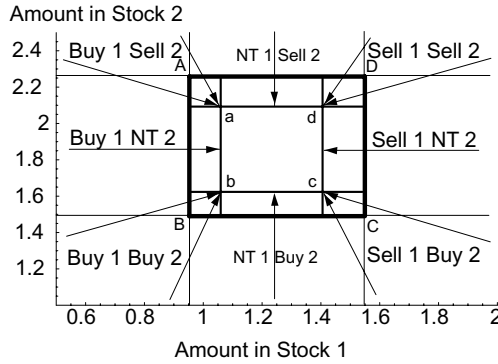 Amount in Stock 2
2.4 Buy 1 Sell 2 NT 1 Sell 2 Sell 1 Sell 2
A D
2.2
a d
2
Buy 1 NT 2 Sell 1 NT 2
1.8
1.6 b c
B C
1.4
Buy 1 Buy 2 NT 1 Buy 2 Sell 1 Buy 2
1.2
0.6 0.8 1 1.2 1.4 1.6 1.8 2
Amount in Stock 1